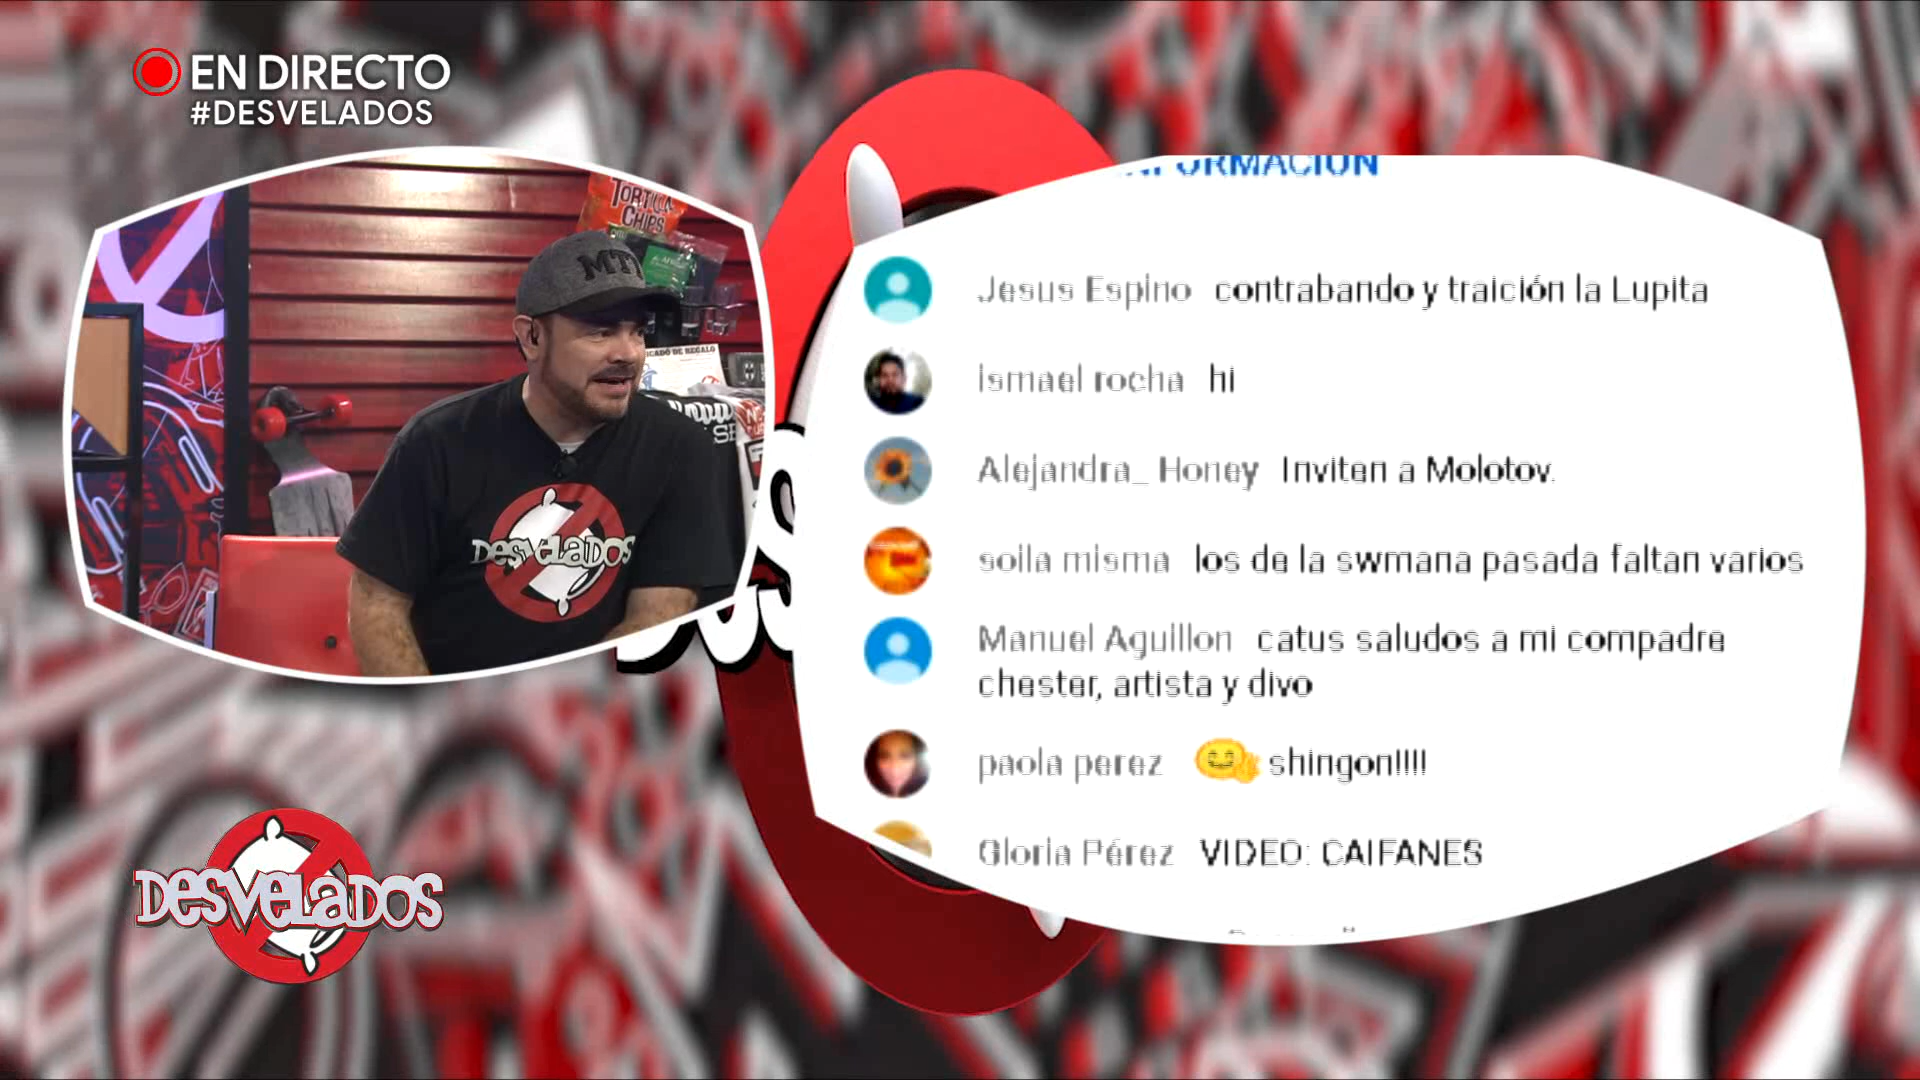 EN DIRECTO
#DESVELADOS
TORTILLA
CHIPS
MTY
DESVELADOS
Jesus Espino contrabando y traición la Lupita
ismael rocha hi
Alejandra_ Honey Inviten a Molotov.
soila misma los de la swmana pasada faltan varios
Manuel Aguillon catus saludos a mi compadre
chester, artista y divo
paola perez shingon!!!!
Gloria Pérez VIDEO: CAIFANES
DESVELADOS